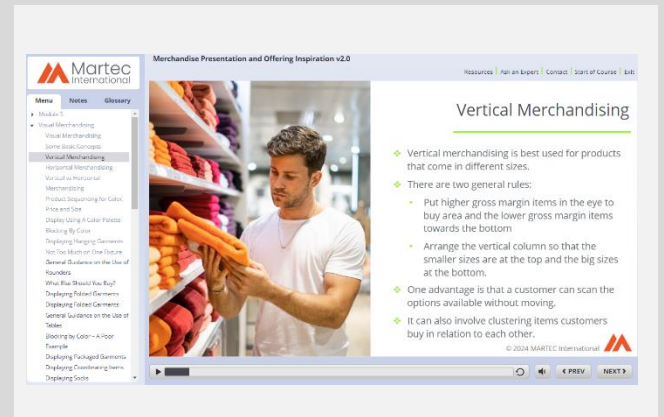 Martec
International
Merchandise Presentation and Offering Inspiration v2.0
Resources | Ask an Expert | Contact | Start of Course | Exit
Menu Notes Glossary
Module 5
Visual Merchandising
Visual Merchandising
Some Basic Concepts
Vertical Merchandising
Horizontal Merchandising
Vertical vs Horizontal
Merchandising
Product Sequencing for Color,
Price and Size
Display Using A Color Palette
Blocking By Color
Displaying Hanging Garments
Not Too Much on One Fixture
General Guidance on the Use of
Rounders
What Else Should You Buy?
Displaying Folded Garments
Displaying Folded Garments
General Guidance on the Use of
Tables
Blocking by Color – A Poor
Example
Displaying Packaged Garments
Displaying Coordinating Items
Displaying Socks
Vertical Merchandising
Vertical merchandising is best used for products
that come in different sizes.
There are two general rules:
Put higher gross margin items in the eye to
buy area and the lower gross margin items
towards the bottom
Arrange the vertical column so that the
smaller sizes are at the top and the big sizes
at the bottom.
One advantage is that a customer can scan the
options available without moving.
It can also involve clustering items customers
buy in relation to each other.
© 2024 MARTEC International
PREV NEXT